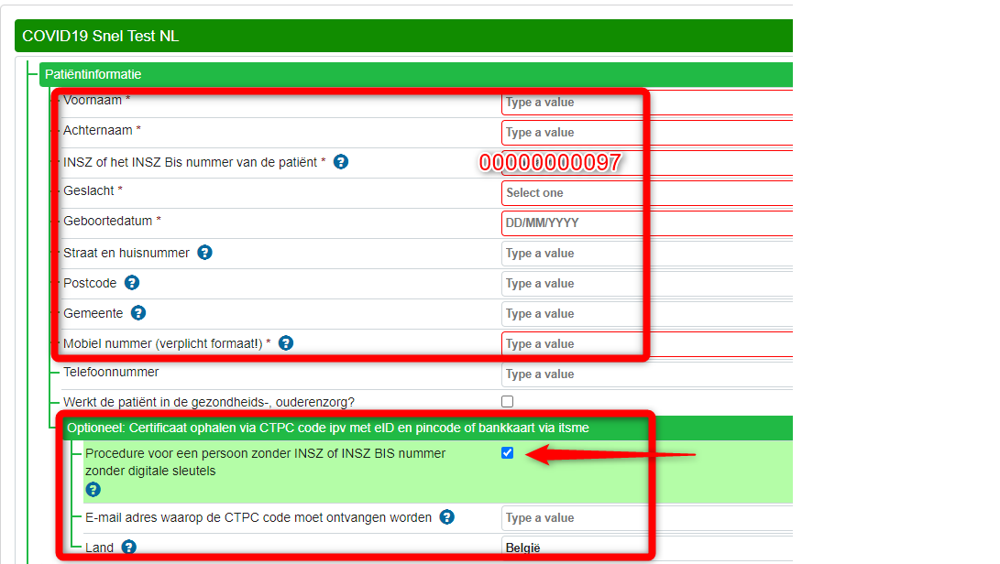 COVID19 Snel Test NL
Patiëntinformatie
Voornaam * Type a value
Achternaam * Type a value
INSZ of het INSZ Bis nummer van de patiënt * ? 00000000097
Geslacht * Select one
Geboortedatum * DD/MM/YYYY
Straat en huisnummer ? Type a value
Postcode ? Type a value
Gemeente ? Type a value
Mobiel nummer (verplicht formaat!) * ? Type a value
Telefoonnummer Type a value
Werkt de patiënt in de gezondheids-, ouderenzorg?
Optioneel: Certificaat ophalen via CTPC code ipv met eID en pincode of bankkaart via itsme
Procedure voor een persoon zonder INSZ of INSZ BIS nummer
zonder digitale sleutels
?
E-mail adres waarop de CTPC code moet ontvangen worden ? Type a value
Land ? België